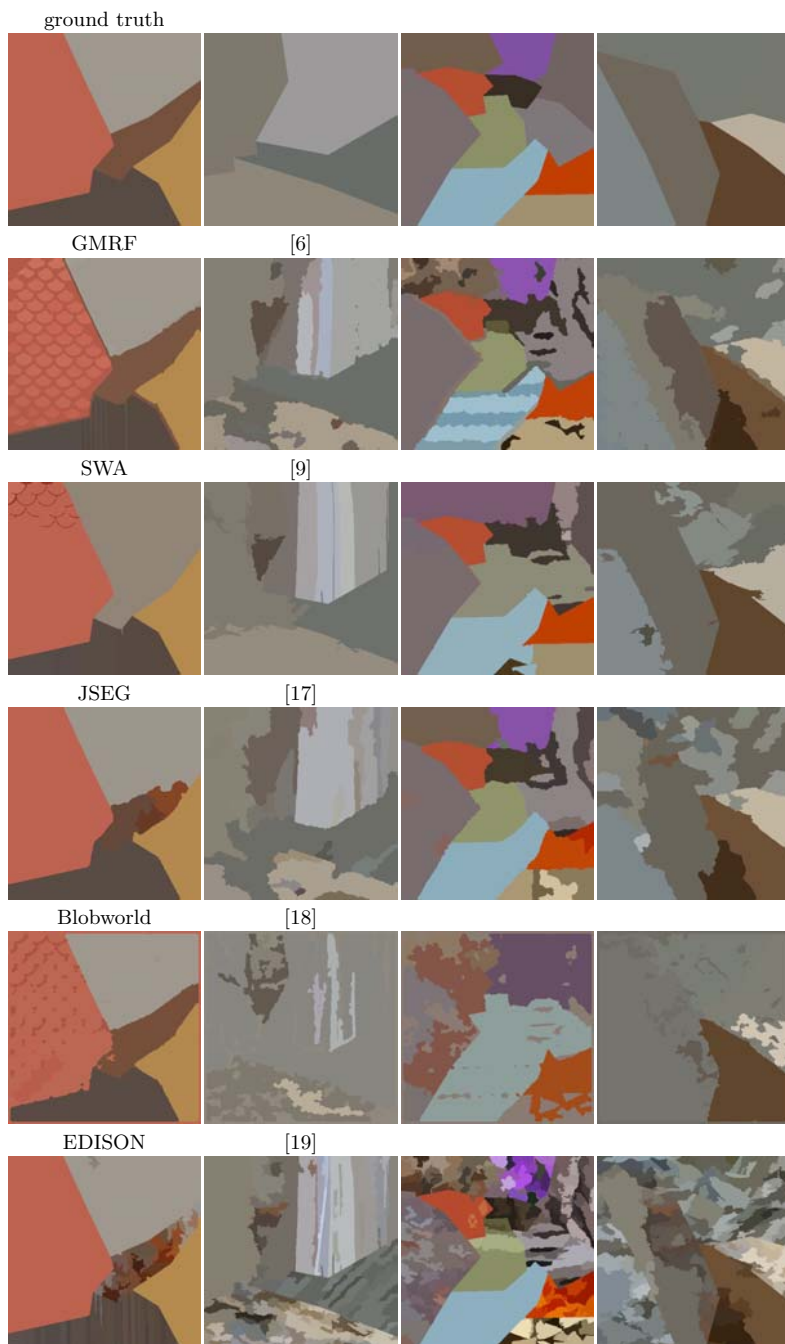 ground truth
GMRF [6]
SWA [9]
JSEG [17]
Blobworld [18]
EDISON [19]